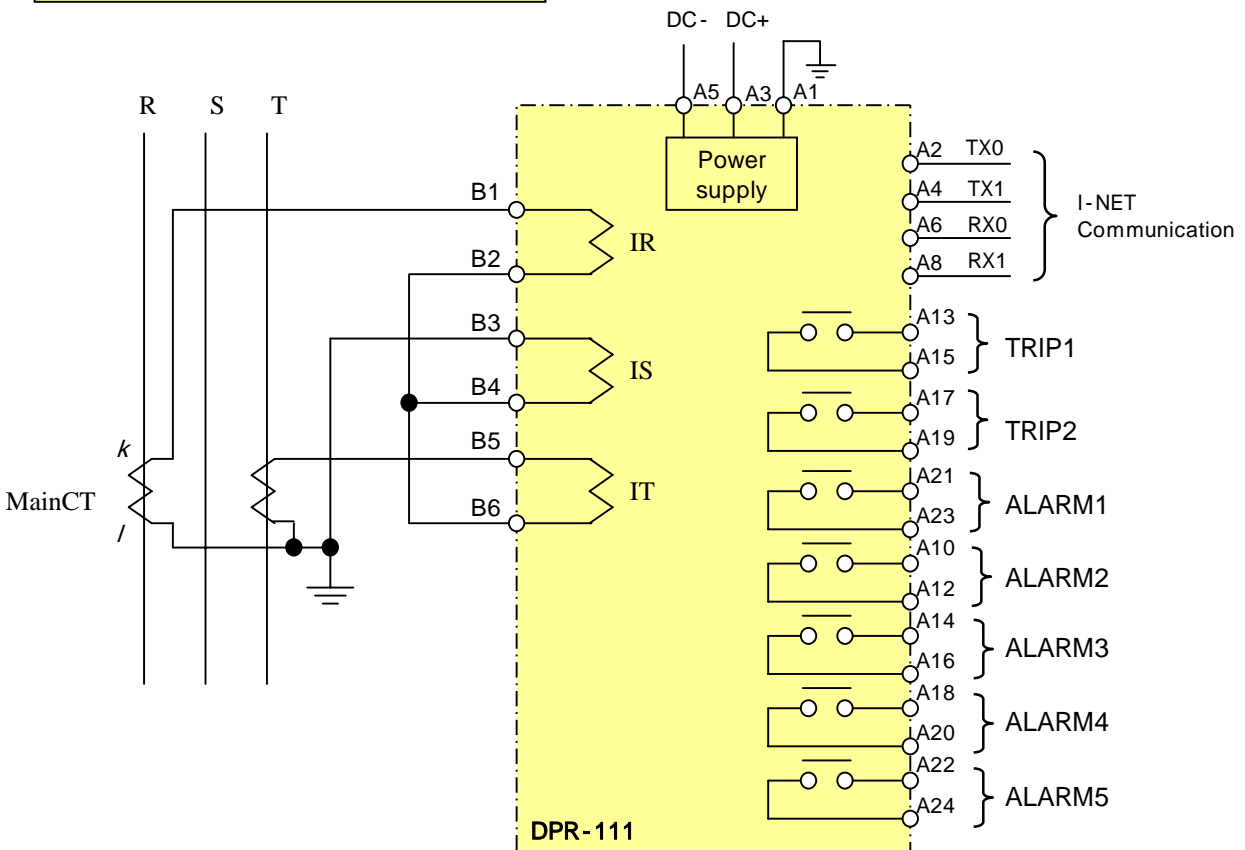 DC- DC+
A5 A3 A1
R S T
Power
supply
A2 TX0
A4 TX1
A6 RX0
A8 RX1
I-NET
Communication
B1
IR
B2
B3
IS
B4
B5
IT
B6
k
MainCT
l
A13
A15
TRIP1
A17
A19
TRIP2
A21
A23
ALARM1
A10
A12
ALARM2
A14
A16
ALARM3
A18
A20
ALARM4
A22
A24
ALARM5
DPR-111